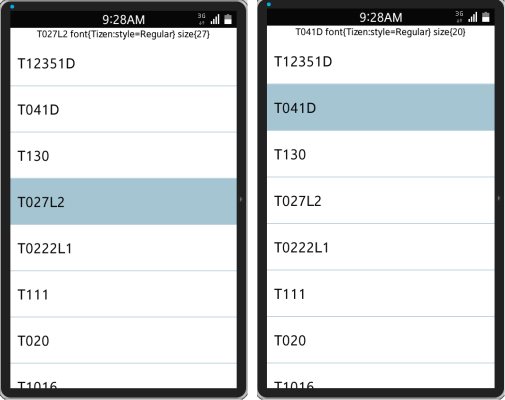 9:28AM 3G
T027L2 font{Tizen:style=Regular} size{27}
T12351D
T041D
T130
T027L2
T0222L1
T111
T020
T1016
9:28AM 3G
T041D font{Tizen:style=Regular} size{20}
T12351D
T041D
T130
T027L2
T0222L1
T111
T020
T1016